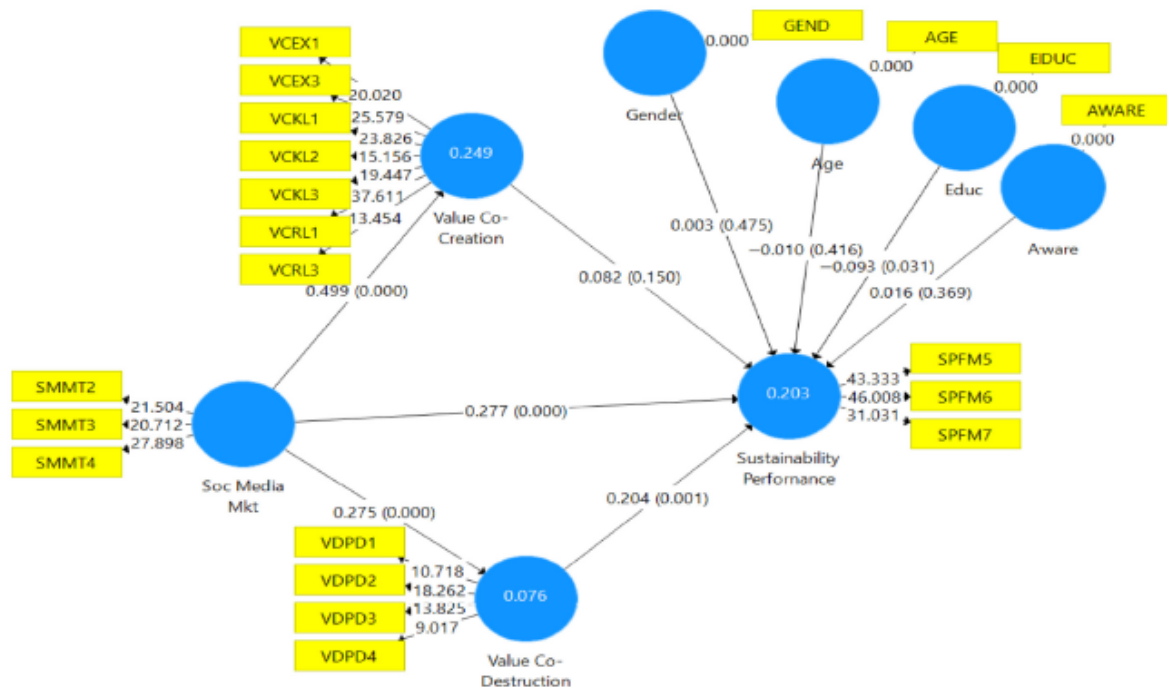 VCEX1
VCEX3
VCKL1
VCKL2
VCKL3
VCRL1
VCRL3
20.020
25.579
23.826
15.156
19.447
37.611
13.454
0.249
Value Co-
Creation
0.000
GEND
Gender
0.000
AGE
Age
0.000
EIDUC
Educ
0.000
AWARE
Aware
0.003 (0.475)
−0.010 (0.416)
−0.093 (0.031)
0.016 (0.369)
0.082 (0.150)
0.499 (0.000)
SMMT2
SMMT3
SMMT4
21.504
20.712
27.898
Soc Media
Mkt
0.277 (0.000)
0.203
Sustainability
Perfornance
43.333
46.008
31.031
SPFM5
SPFM6
SPFM7
0.275 (0.000)
0.204 (0.001)
VDPD1
VDPD2
VDPD3
VDPD4
10.718
18.262
13.825
9.017
0.076
Value Co-
Destruction